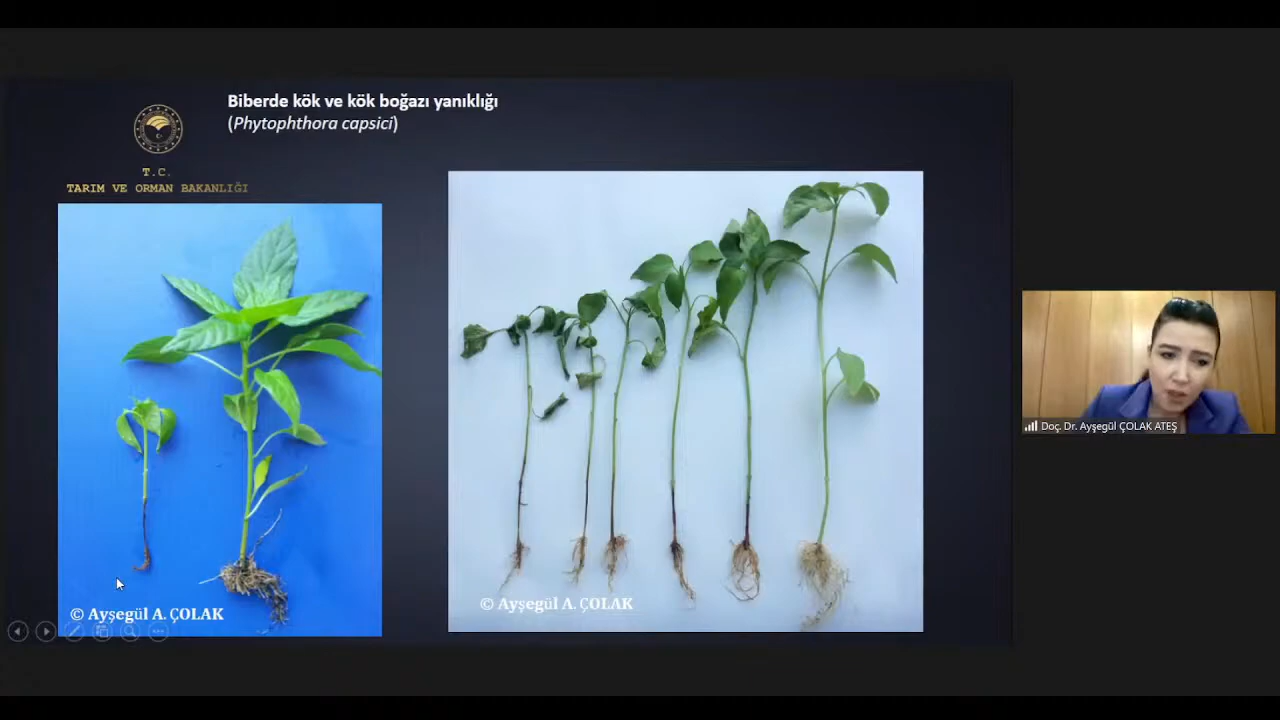 Biberde kök ve kök boğazı yanıklığı
(Phytophthora capsici)
T.C.
TARIM VE ORMAN BAKANLIĞI
© Ayşegül A. ÇOLAK
© Ayşegül A. ÇOLAK
Doç. Dr. Ayşegül ÇOLAK ATEŞ